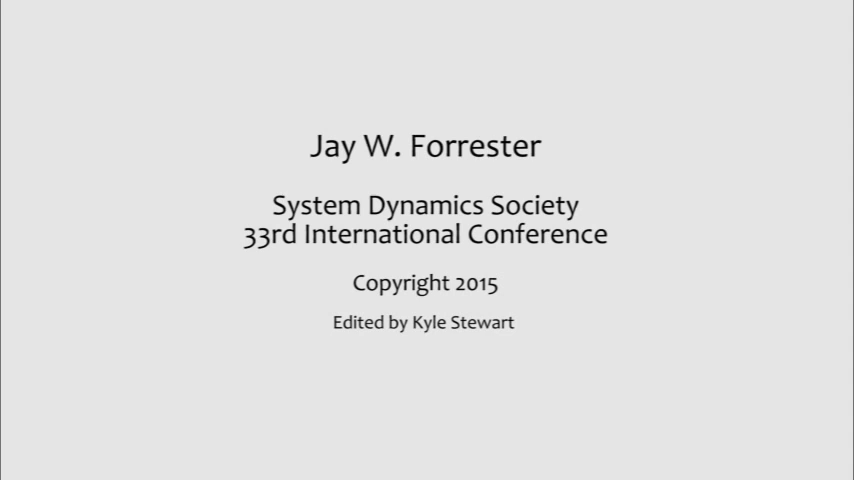 Jay W. Forrester
System Dynamics Society
33rd International Conference
Copyright 2015
Edited by Kyle Stewart